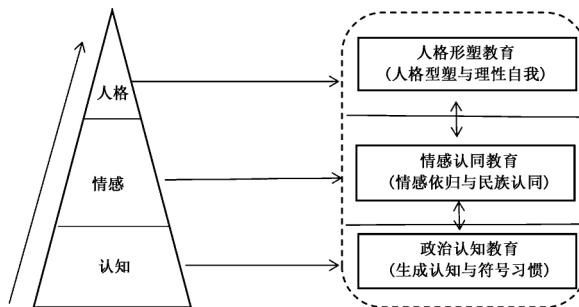 人格
情感
认知
人格形塑教育
(人格型塑与理性自我)
情感认同教育
(情感依归与民族认同)
政治认知教育
(生成认知与符号习惯)